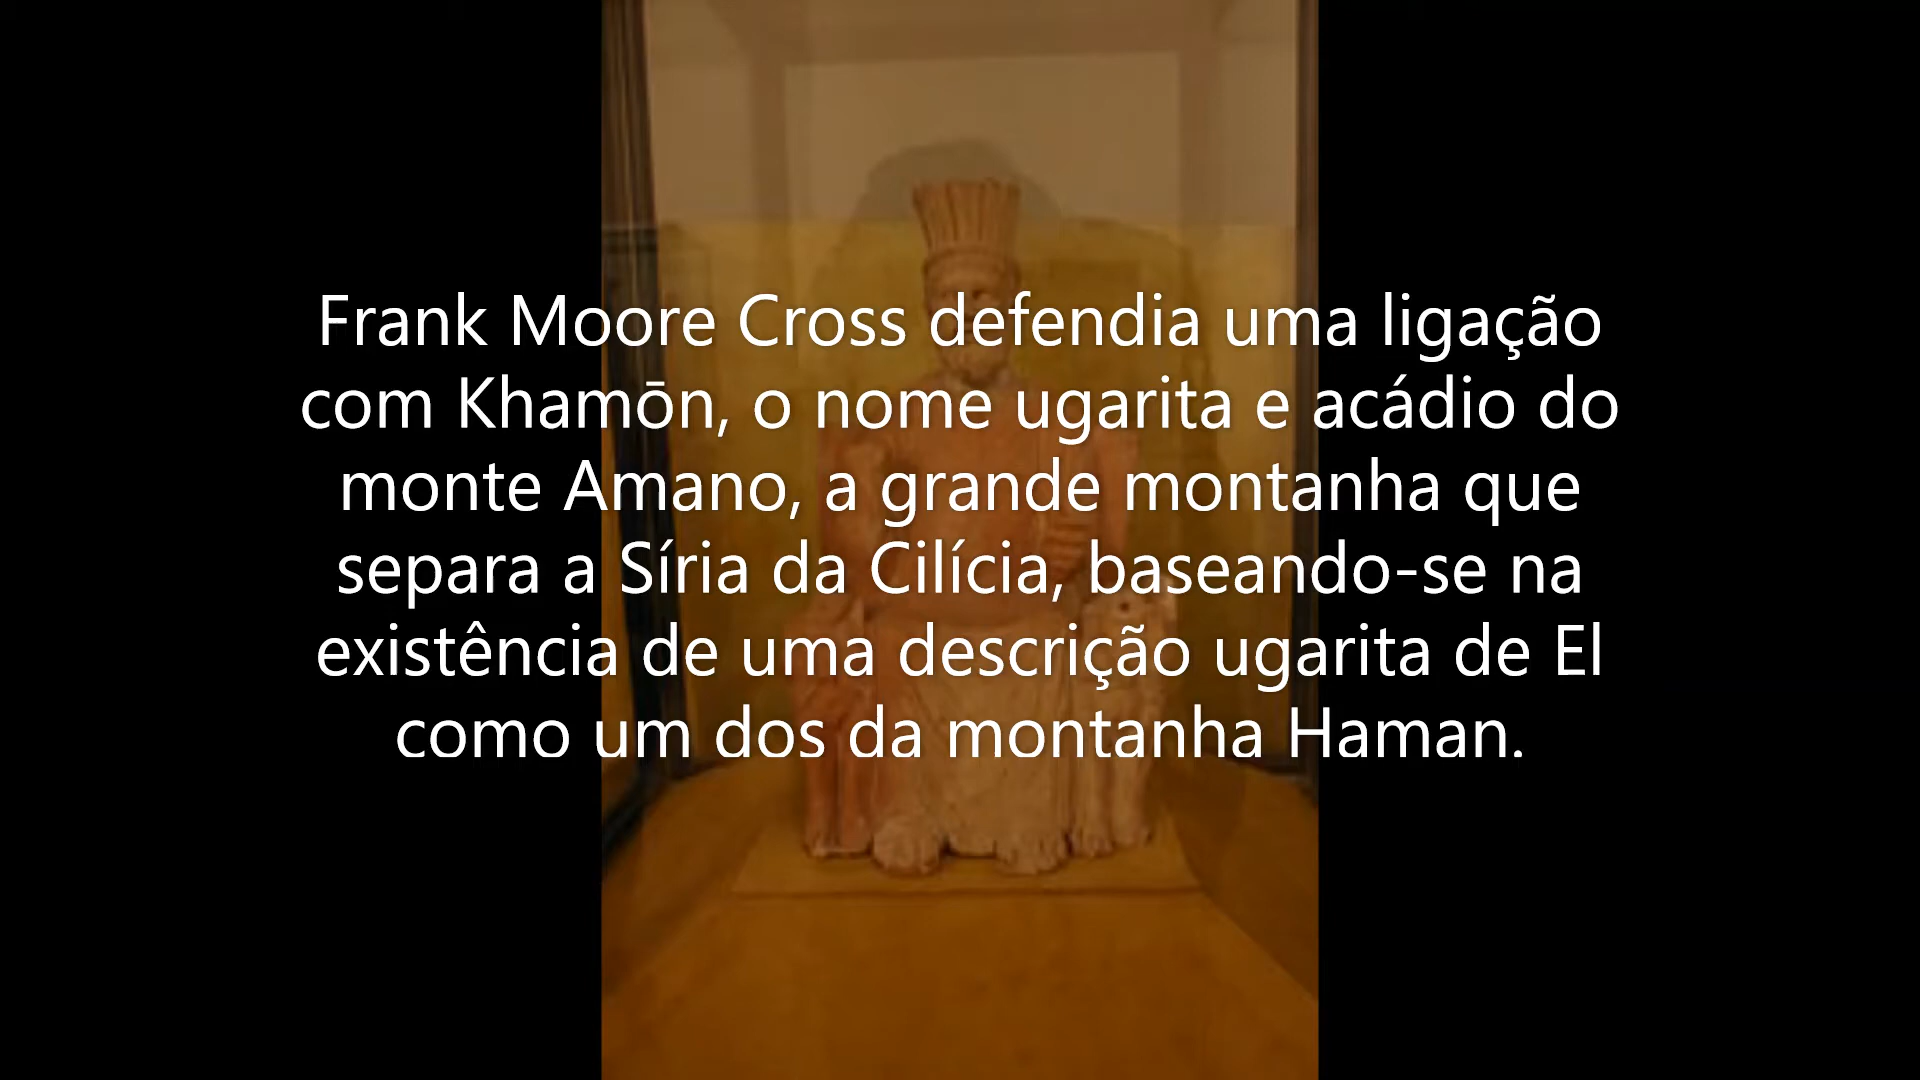 Frank Moore Cross defendia uma ligação
com Khamōn, o nome ugarita e acádio do
monte Amano, a grande montanha que
separa a Síria da Cilícia, baseando-se na
existência de uma descrição ugarita de El
como um dos da montanha Haman.